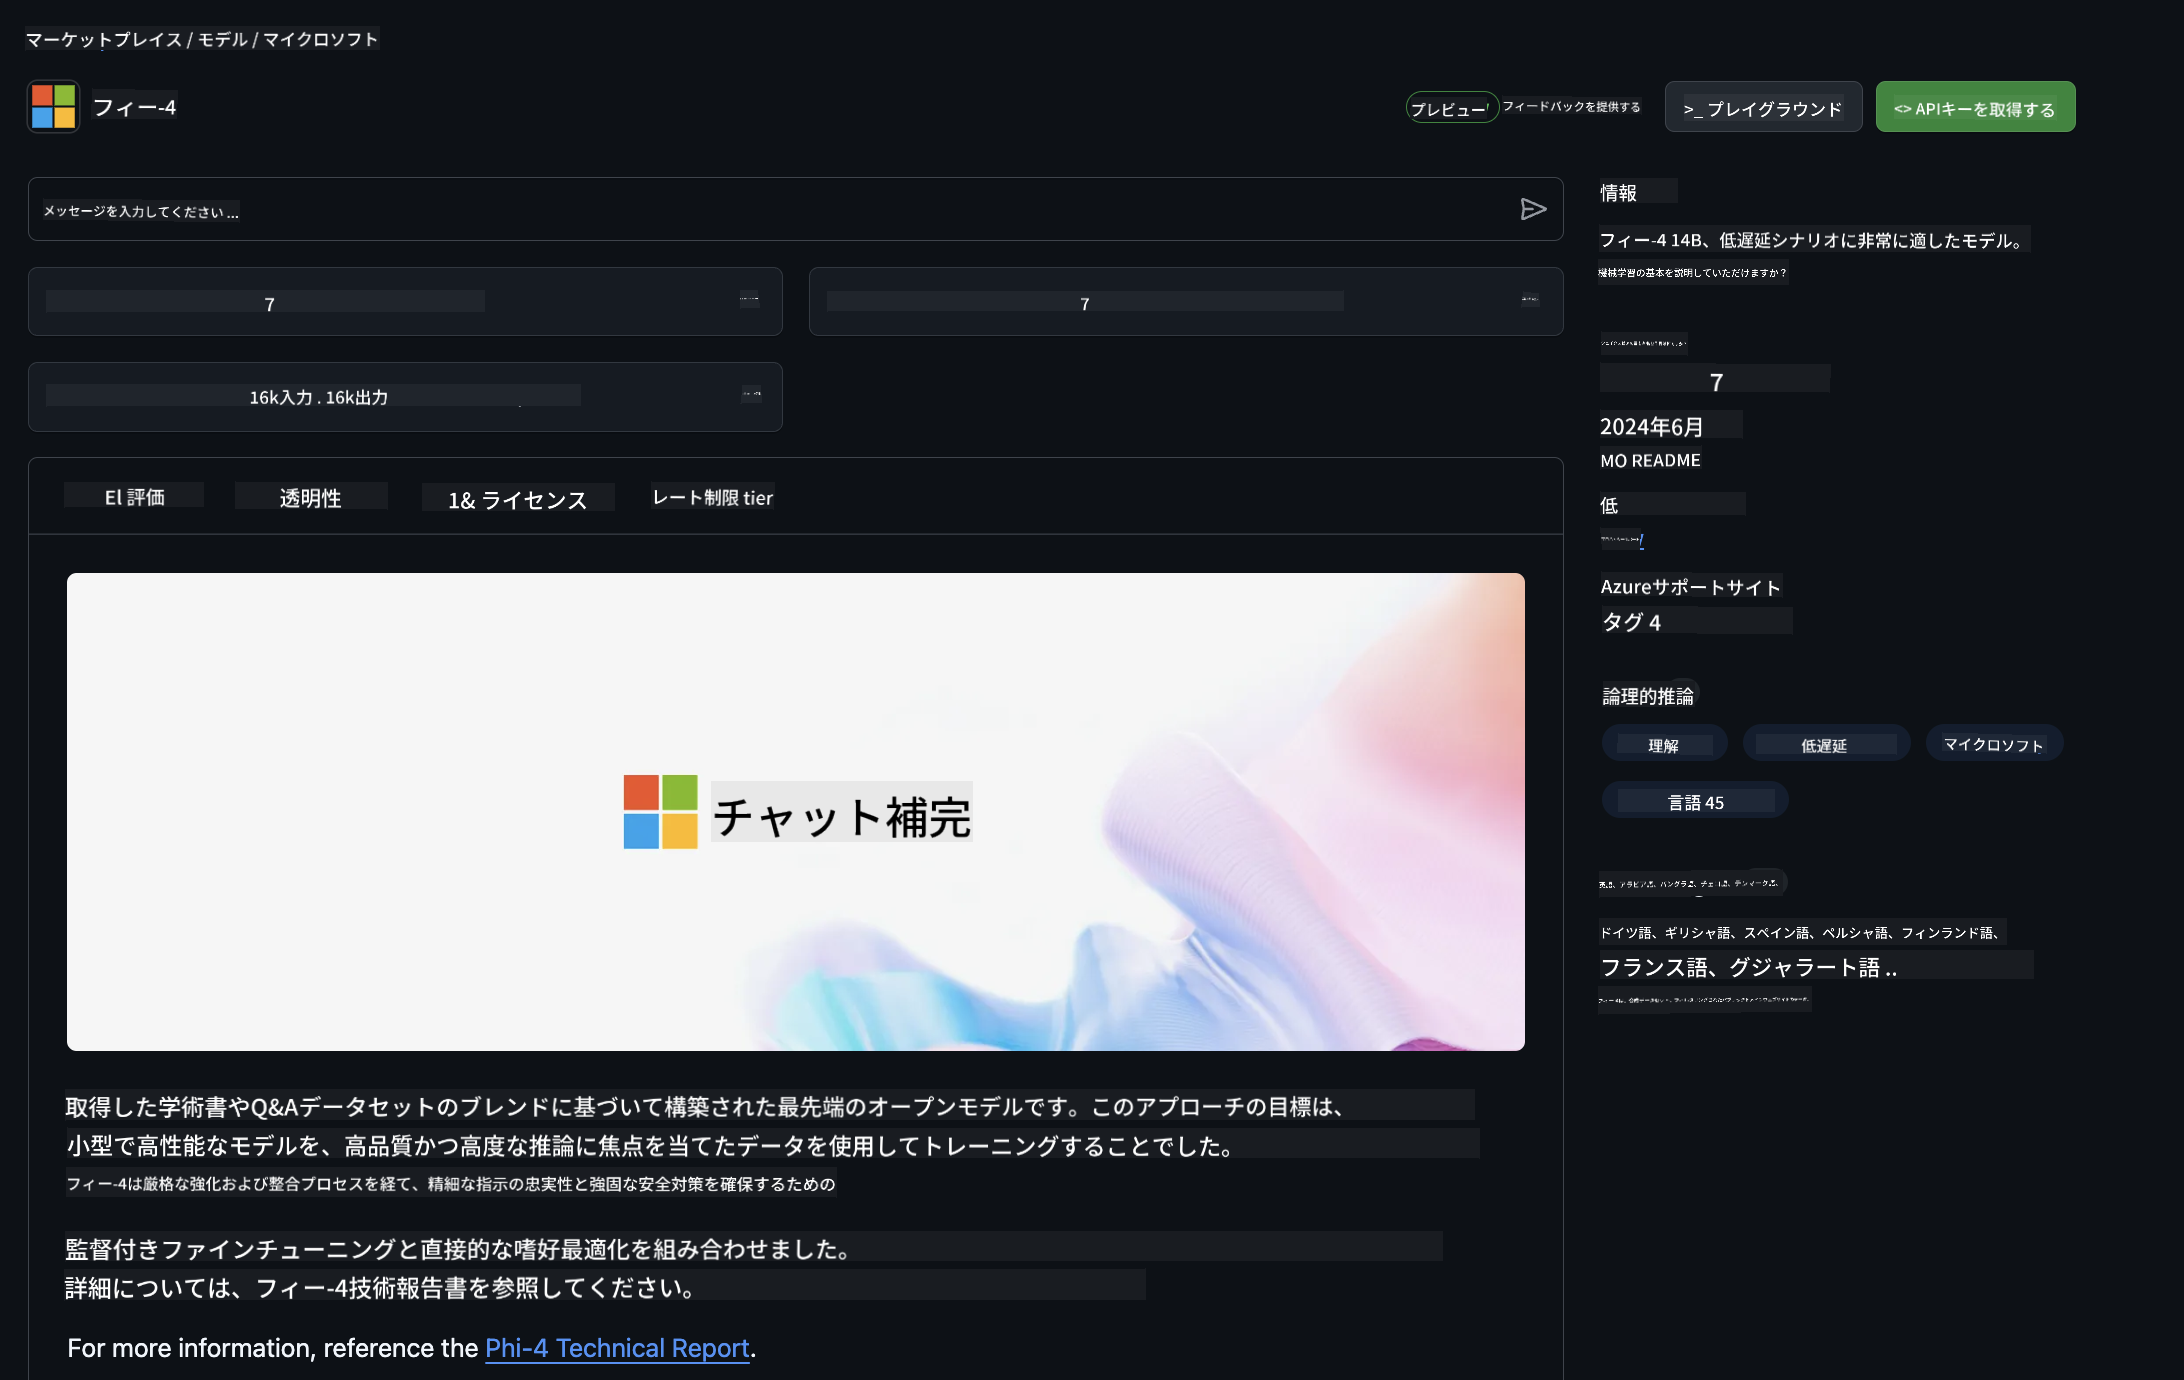 マーケットプレイス / モデル / マイクロソフト
フィー-4
プレビュー
フィードバックを提供する
>_ プレイグラウンド
<> APIキーを取得する
メッセージを入力してください ...
7
7
16k入力 . 16k出力
El 評価
透明性
1& ライセンス
レート制限 tier
チャット補完
取得した学術書やQ&Aデータセットのブレンドに基づいて構築された最先端のオープンモデルです。このアプローチの目標は、
小型で高性能なモデルを、高品質かつ高度な推論に焦点を当てたデータを使用してトレーニングすることでした。
フィー-4は厳格な強化および整合プロセスを経て、精細な指示の忠実性と強固な安全対策を確保するための
監督付きファインチューニングと直接的な嗜好最適化を組み合わせました。
詳細については、フィー-4技術報告書を参照してください。
For more information, reference the Phi-4 Technical Report.
情報
フィー-4 14B、低遅延シナリオに非常に適したモデル。
機械学習の基本を説明していただけますか？
7
2024年6月
MO README
低
Azureサポートサイト
タグ 4
論理的推論
理解
低遅延
マイクロソフト
言語 45
英語、アラビア語、バングラ語、チェコ語、デンマーク語、
ドイツ語、ギリシャ語、スペイン語、ペルシャ語、フィンランド語、
フランス語、グジャラート語 ..